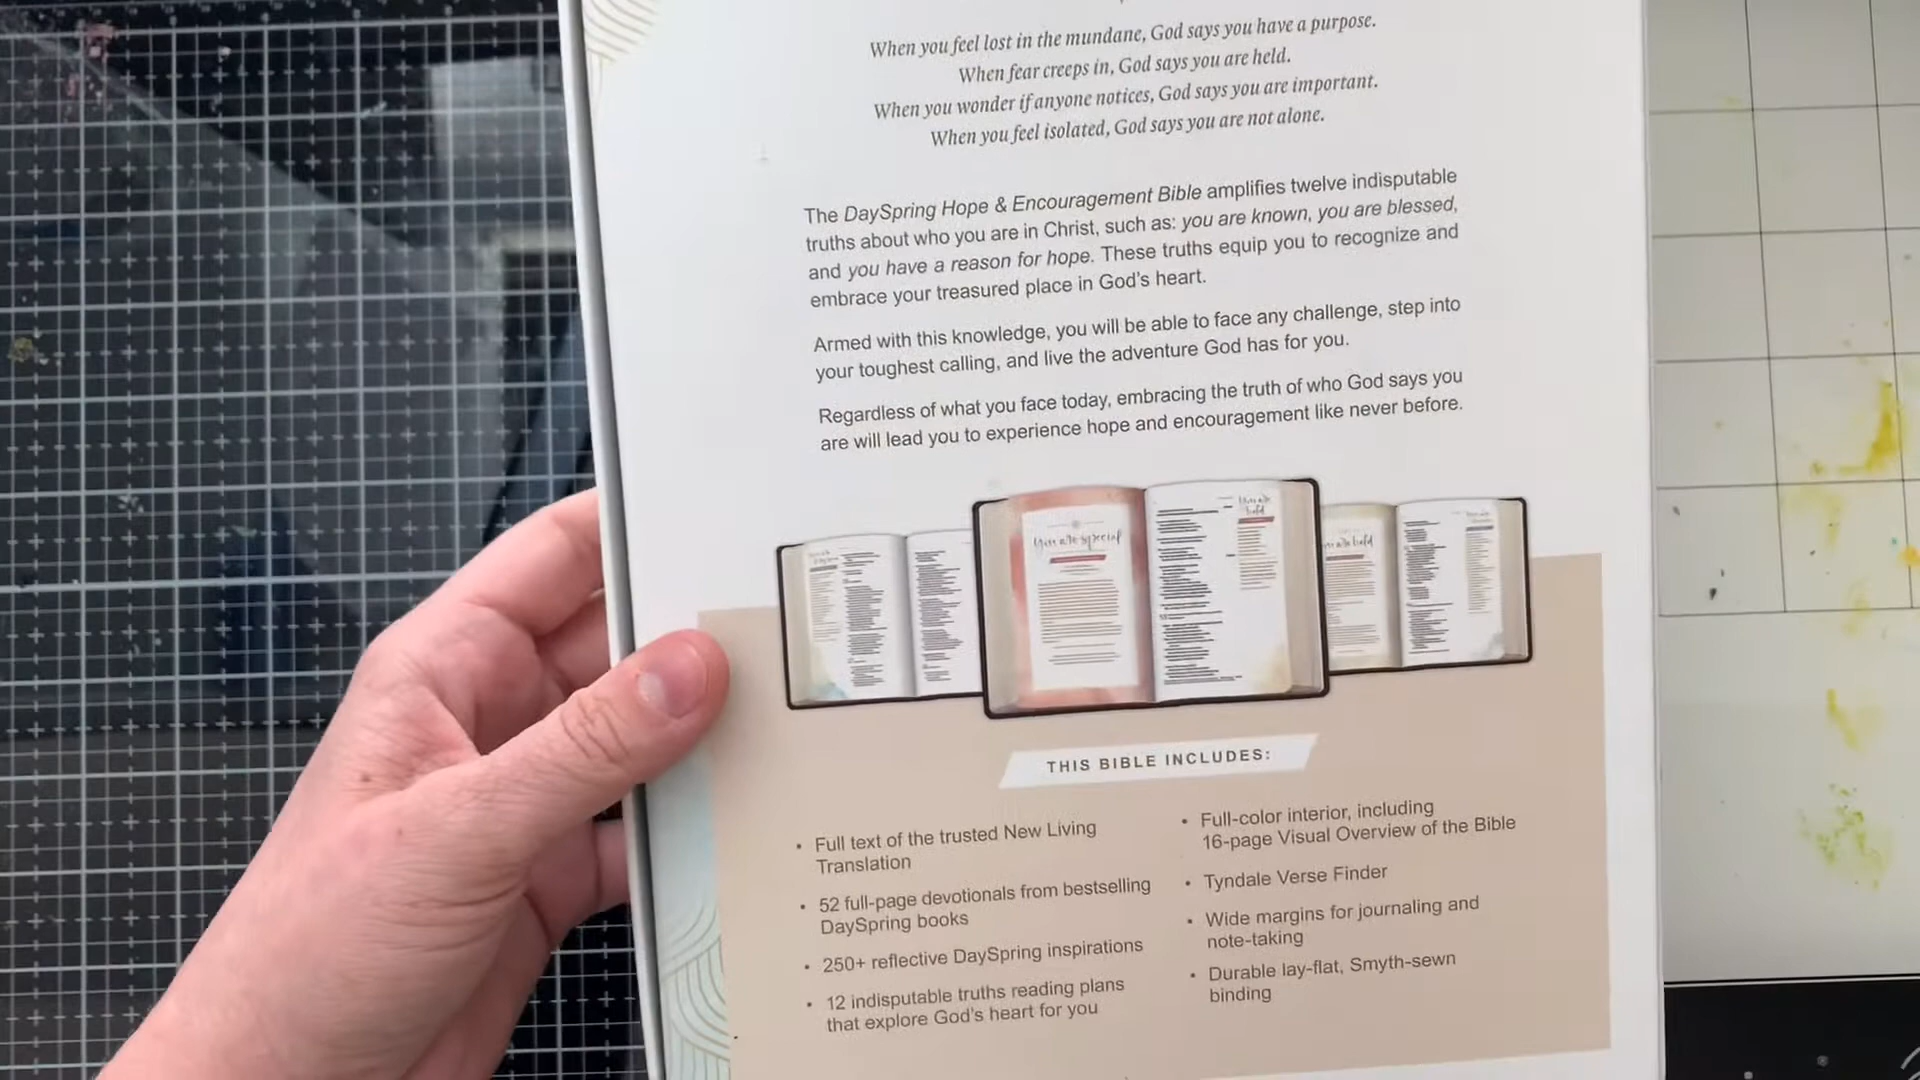 When you feel lost in the mundane, God says you have a purpose.
When fear creeps in, God says you are held.
When you wonder if anyone notices, God says you are important.
When you feel isolated, God says you are not alone.
The DaySpring Hope & Encouragement Bible amplifies twelve indisputable
truths about who you are in Christ, such as: you are known, you are blessed,
and you have a reason for hope. These truths equip you to recognize and
embrace your treasured place in God's heart.
Armed with this knowledge, you will be able to face any challenge, step into
your toughest calling, and live the adventure God has for you.
Regardless of what you face today, embracing the truth of who God says you
are will lead you to experience hope and encouragement like never before.
you are special
you are held
THIS BIBLE INCLUDES:
• Full text of the trusted New Living
Translation
• 52 full-page devotionals from bestselling
DaySpring books
• 250+ reflective DaySpring inspirations
• 12 indisputable truths reading plans
that explore God's heart for you
• Full-color interior, including
16-page Visual Overview of the Bible
• Tyndale Verse Finder
• Wide margins for journaling and
note-taking
• Durable lay-flat, Smyth-sewn
binding